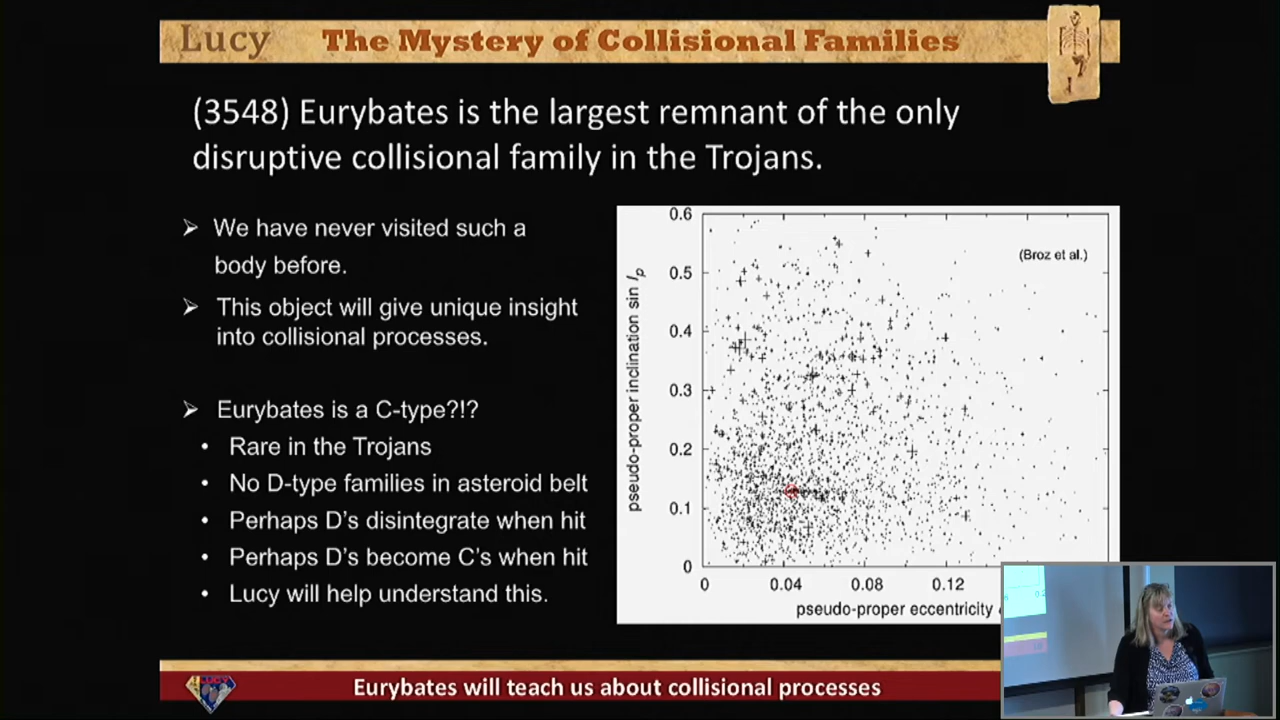 Lucy The Mystery of Collisional Families
(3548) Eurybates is the largest remnant of the only
disruptive collisional family in the Trojans.
➢ We have never visited such a
body before.
➢ This object will give unique insight
into collisional processes.
➢ Eurybates is a C-type?!?
• Rare in the Trojans
• No D-type families in asteroid belt
• Perhaps D's disintegrate when hit
• Perhaps D's become C's when hit
• Lucy will help understand this.
(Broz et al.)
pseudo-proper inclination sin Ip
0.6
0.5
0.4
0.3
0.2
0.1
0
0 0.04 0.08 0.12
pseudo-proper eccentricity
LUCY
Eurybates will teach us about collisional processes